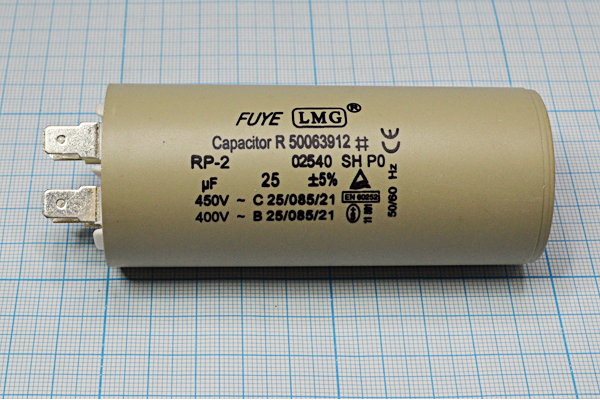 FUYE LMG®
Capacitor R 50063912 #
RP-2 02540 SH P0
µF 25 ±5%
450V ~ C 25/085/21 EN 60252
400V ~ B 25/085/21
CE
50/60 Hz